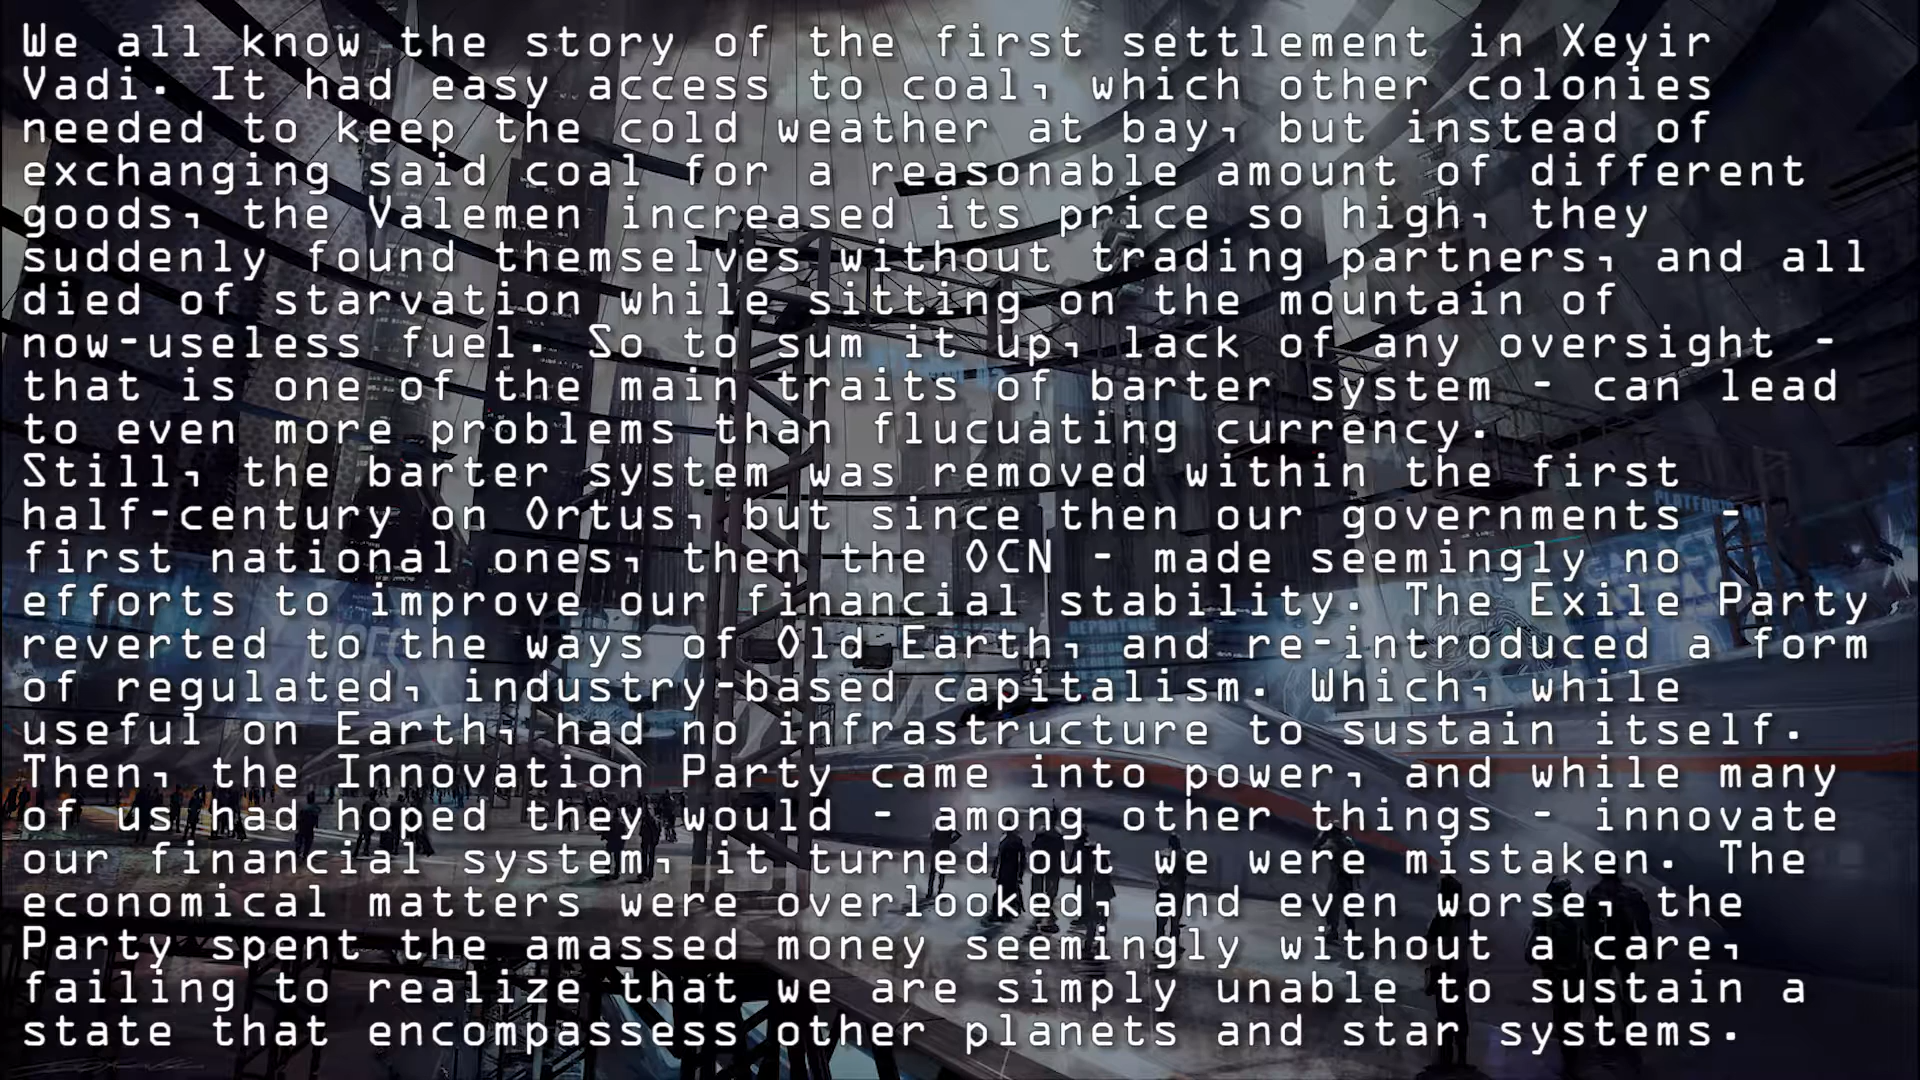 We all know the story of the first settlement in Xeyir
Vadi. It had easy access to coal, which other colonies
needed to keep the cold weather at bay, but instead of
exchanging said coal for a reasonable amount of different
goods, the Valemen increased its price so high, they
suddenly found themselves without trading partners, and all
died of starvation while sitting on the mountain of
now-useless fuel. So to sum it up, lack of any oversight -
that is one of the main traits of barter system - can lead
to even more problems than flucuating currency.
Still, the barter system was removed within the first
half-century on Ortus, but since then our governments -
first national ones, then the OCN - made seemingly no
efforts to improve our financial stability. The Exile Party
reverted to the ways of Old Earth, and re-introduced a form
of regulated, industry-based capitalism. Which, while
useful on Earth, had no infrastructure to sustain itself.
Then, the Innovation Party came into power, and while many
of us had hoped they would - among other things - innovate
our financial system, it turned out we were mistaken. The
economical matters were overlooked, and even worse, the
Party spent the amassed money seemingly without a care,
failing to realize that we are simply unable to sustain a
state that encompassess other planets and star systems.